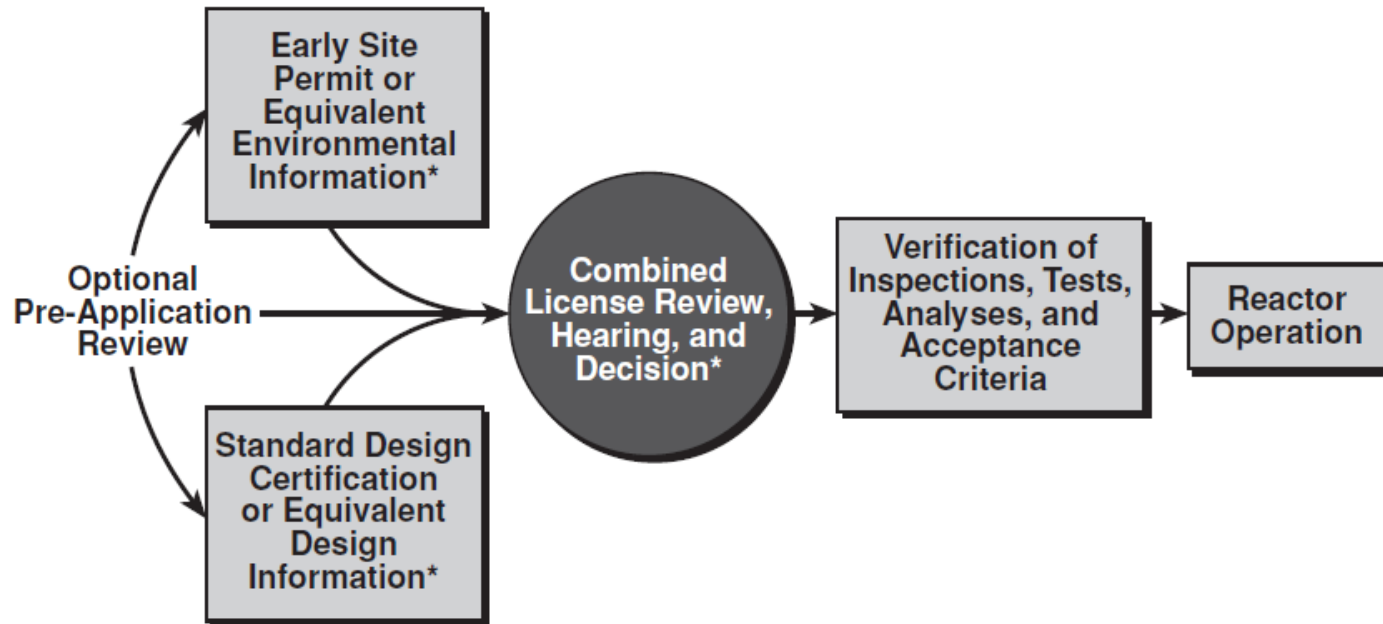 Early Site
Permit or
Equivalent
Environmental
Information*
Optional
Pre-Application
Review
Standard Design
Certification
or Equivalent
Design
Information*
Combined
License Review,
Hearing, and
Decision*
Verification of
Inspections, Tests,
Analyses, and
Acceptance
Criteria
Reactor
Operation